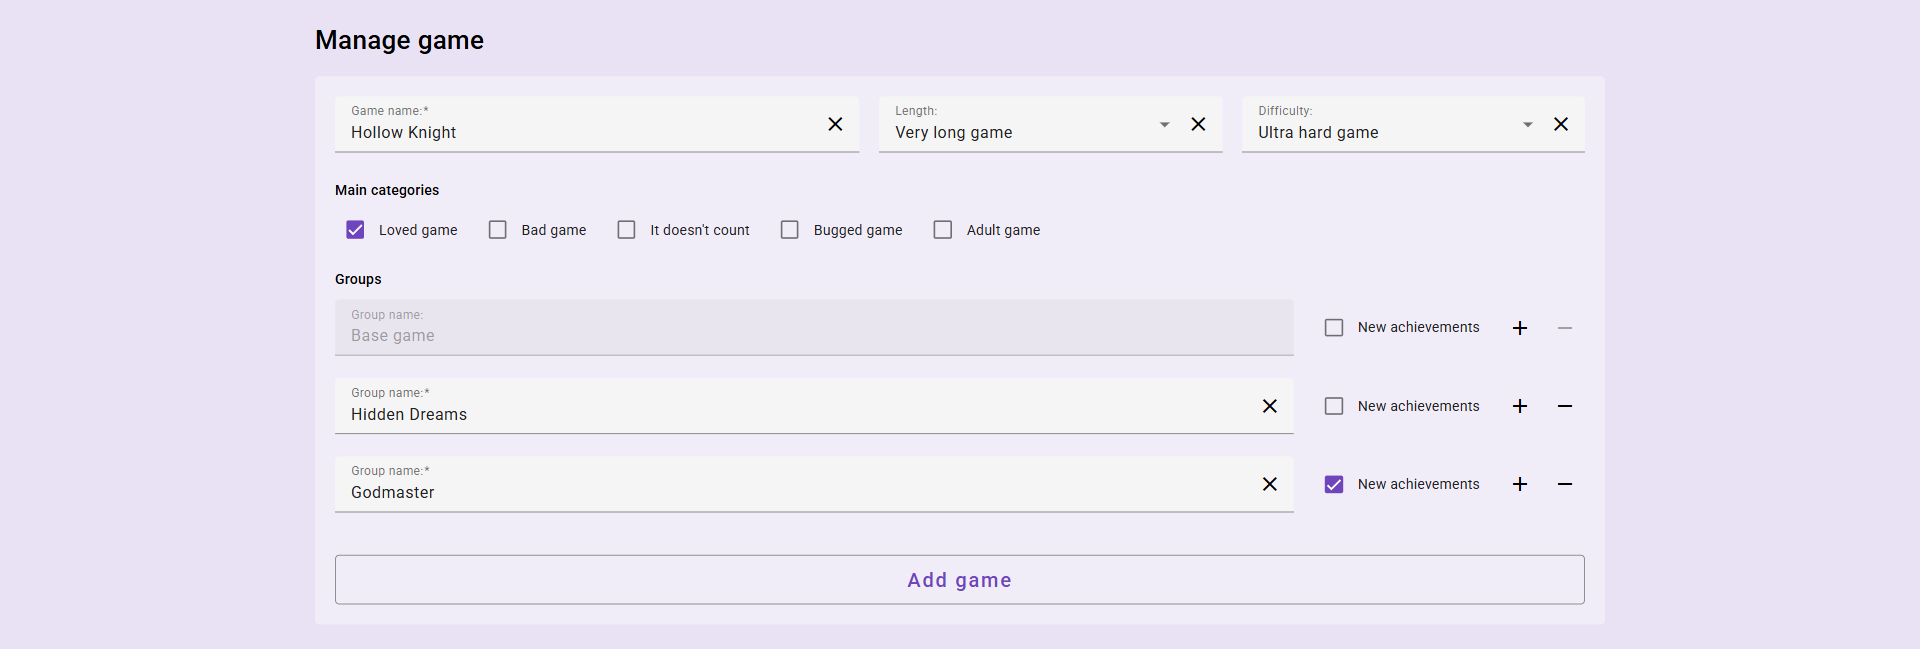 Manage game
Game name:*
Hollow Knight
Length:
Very long game
Difficulty:
Ultra hard game
Main categories
Loved game
Bad game
It doesn't count
Bugged game
Adult game
Groups
Group name:
Base game
New achievements
Group name:*
Hidden Dreams
New achievements
Group name:*
Godmaster
New achievements
Add game